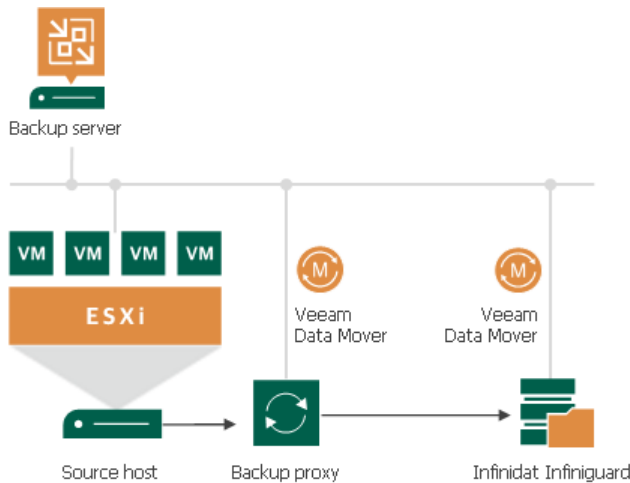 Backup server
VM VM VM VM
ESXi
M
Veeam
Data Mover
M
Veeam
Data Mover
Source host
Backup proxy
Infinidat Infiniguard